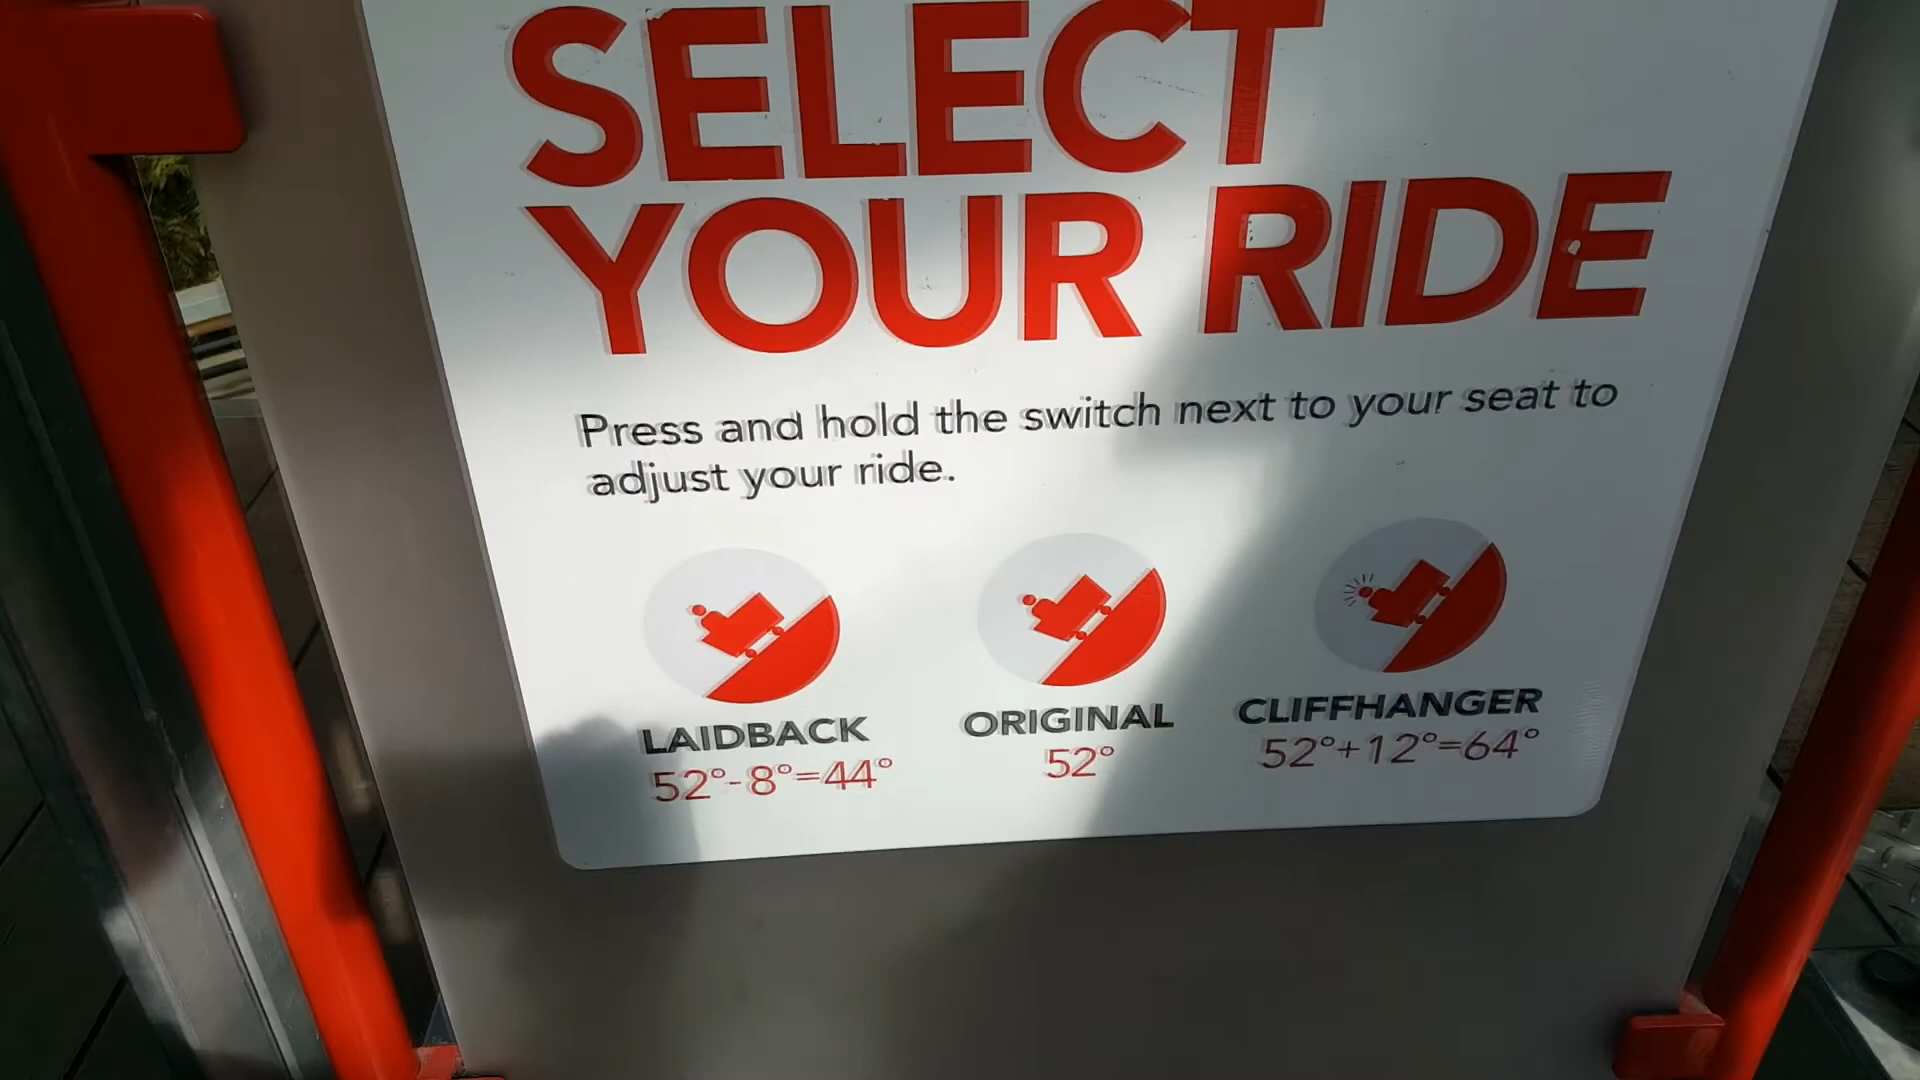 SELECT
YOUR RIDE
Press and hold the switch next to your seat to
adjust your ride.
LAIDBACK
52°-8°=44°
ORIGINAL
52°
CLIFFHANGER
52°+12°=64°